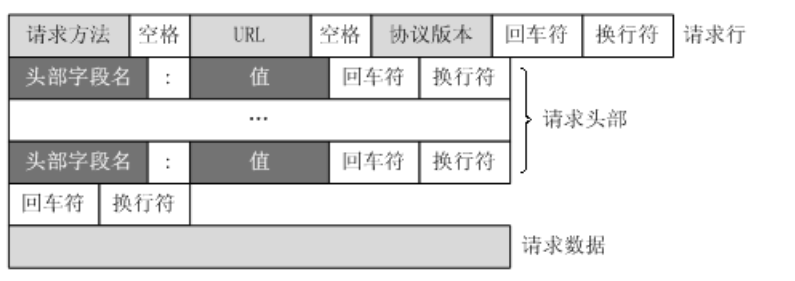 请求方法 空格 URL 空格 协议版本 回车符 换行符 请求行
头部字段名 : 值 回车符 换行符
... 请求头部
头部字段名 : 值 回车符 换行符
回车符 换行符
请求数据